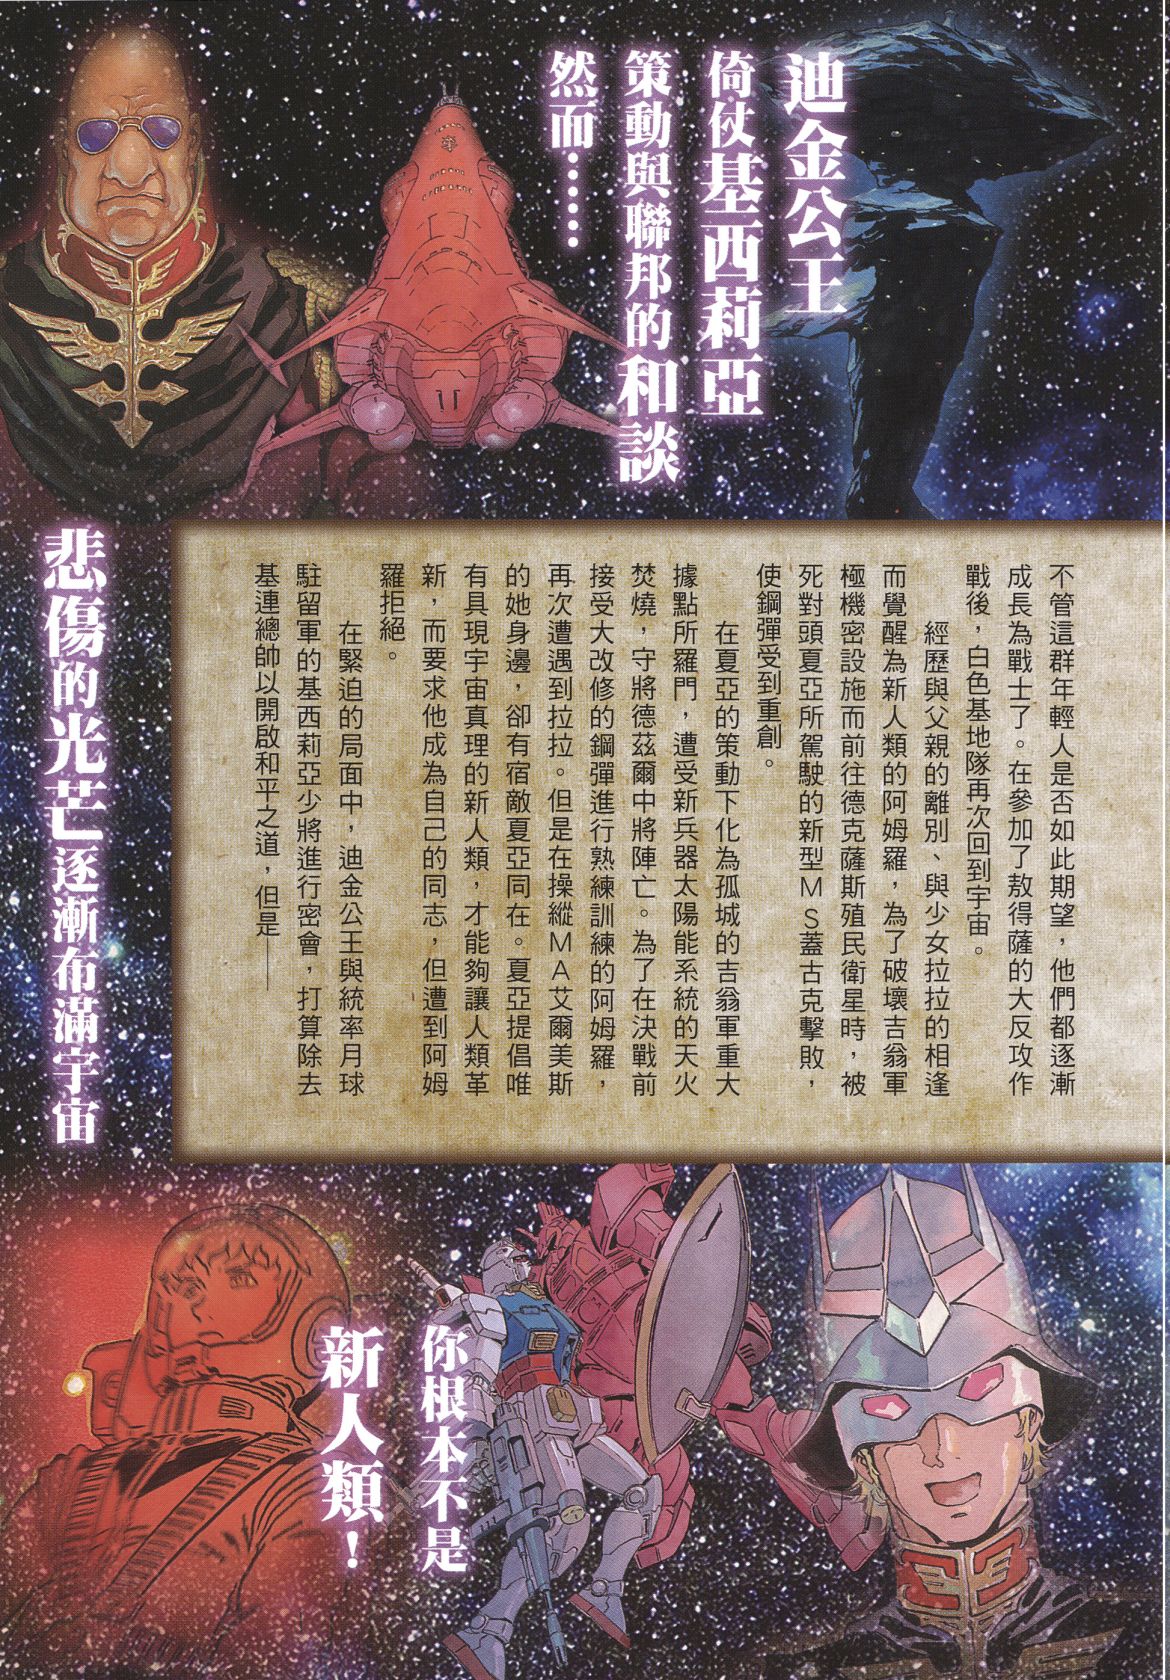 迪金公王
倚仗基西莉亞
策動與聯邦的和談
然而……
不管這群年輕人是否如此期望，他們都逐漸
成長為戰士了。在參加了敖得薩的大反攻作
戰後，白色基地隊再次回到宇宙。
經歷與父親的離別、與少女拉拉的相逢
而覺醒為新人類的阿姆羅，為了破壞吉翁軍
極機密設施而前往德克薩斯殖民衛星時，被
死對頭夏亞所駕駛的新型ＭＳ蓋古克擊敗，
使鋼彈受到重創。
在夏亞的策動下化為孤城的吉翁軍重大
據點所羅門，遭受新兵器太陽能系統的天火
焚燒，守將德茲爾中將陣亡。為了在決戰前
接受大改修的鋼彈進行熟練訓練的阿姆羅，
再次遭遇到拉拉。但是在操縱ＭＡ艾爾美斯
的她身邊，卻有宿敵夏亞同在。夏亞提倡唯
有具現宇宙真理的新人類，才能夠讓人類革
新，而要求他成為自己的同志，但遭到阿姆
羅拒絕。
在緊迫的局面中，迪金公王與統率月球
駐留軍的基西莉亞少將進行密會，打算除去
基連總帥以開啟和平之道，但是——
悲傷的光芒逐漸布滿宇宙
你根本不是
新人類！